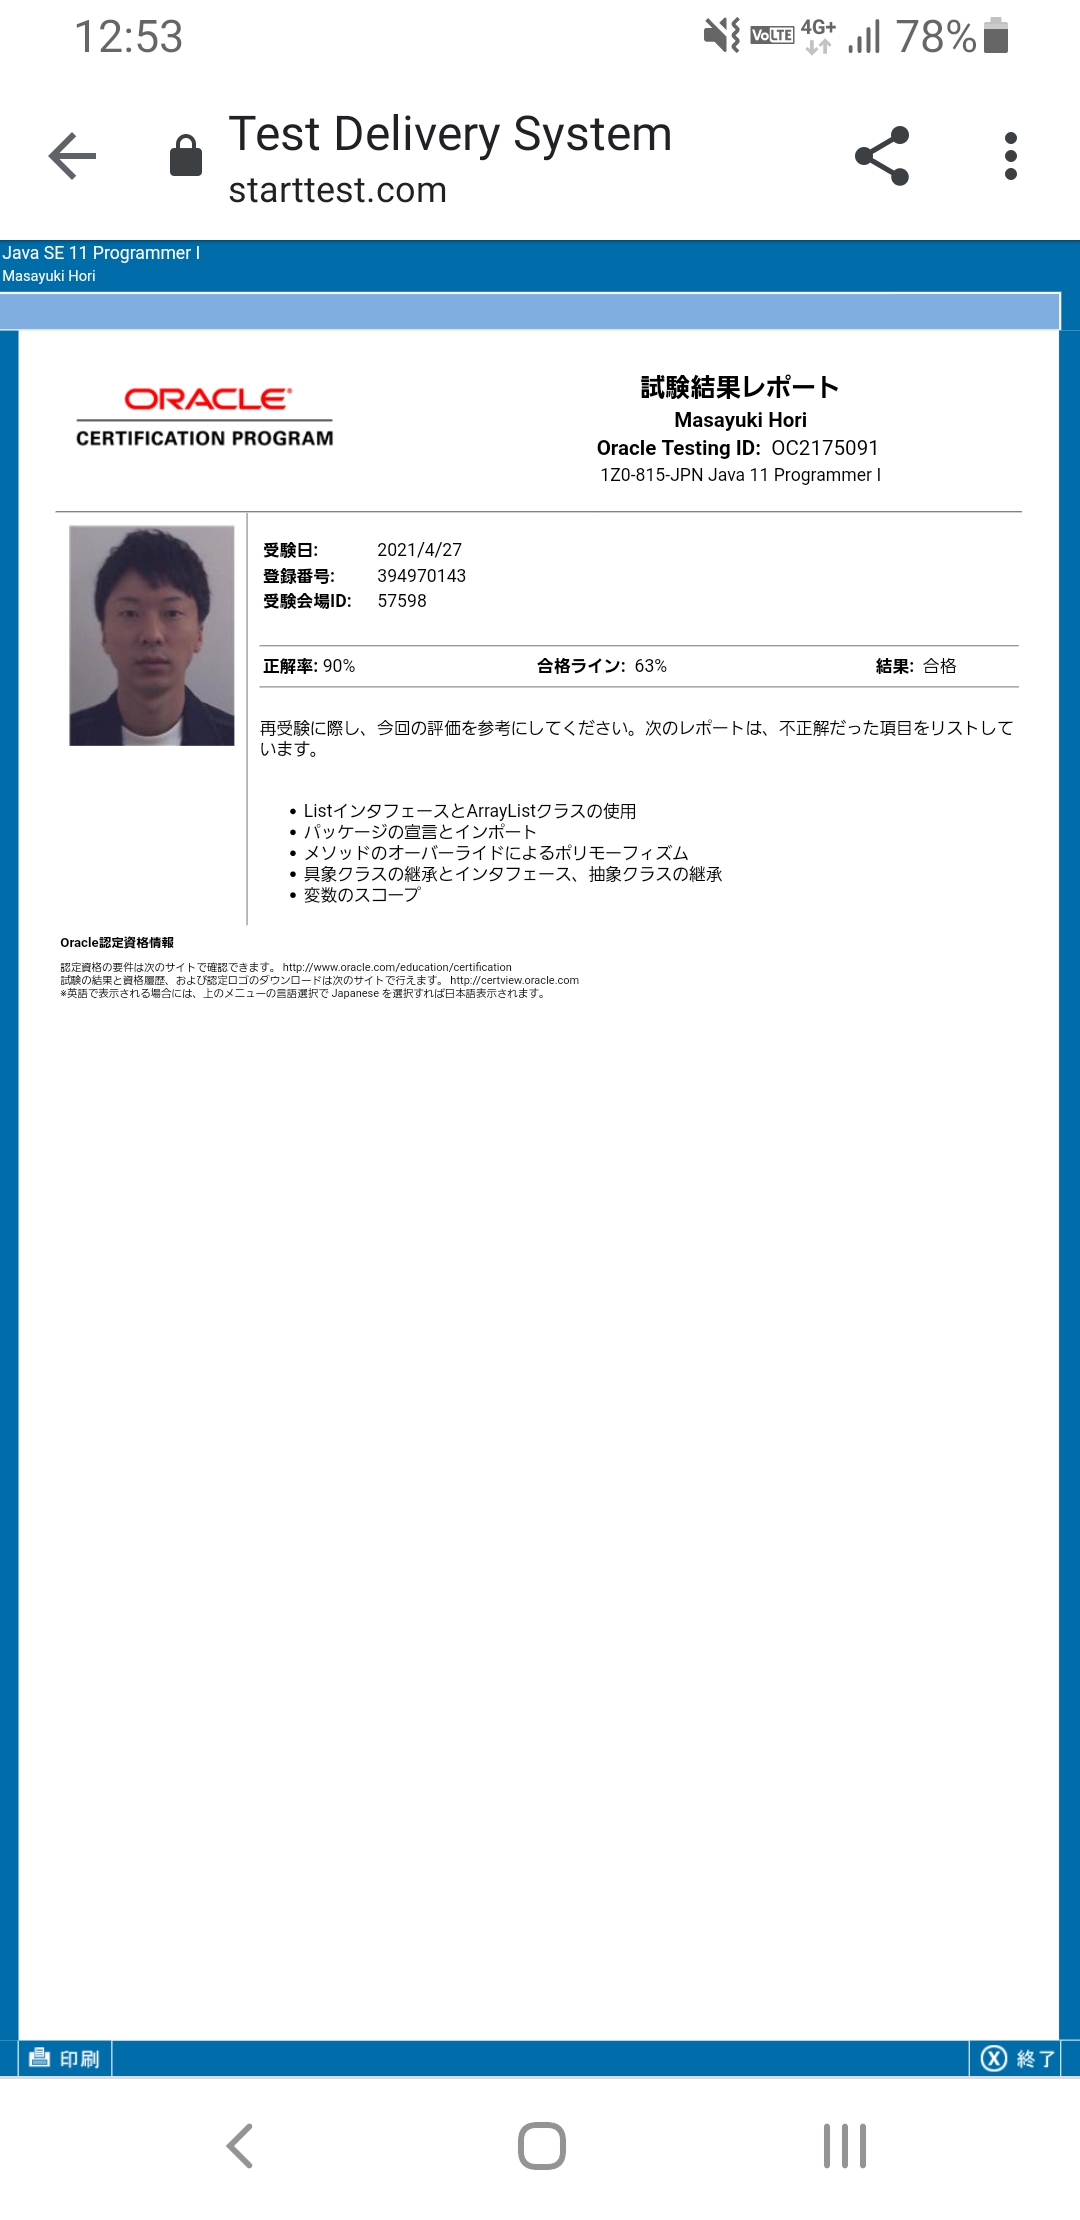 12:53
VoLTE 4G+ 78%
Test Delivery System
starttest.com
Java SE 11 Programmer I
Masayuki Hori
ORACLE®
CERTIFICATION PROGRAM
試験結果レポート
Masayuki Hori
Oracle Testing ID: OC2175091
1Z0-815-JPN Java 11 Programmer I
受験日: 2021/4/27
登録番号: 394970143
受験会場ID: 57598
正解率: 90% 合格ライン: 63% 結果: 合格
再受験に際し、今回の評価を参考にしてください。次のレポートは、不正解だった項目をリストして
います。
• ListインタフェースとArrayListクラスの使用
• パッケージの宣言とインポート
• メソッドのオーバーライドによるポリモーフィズム
• 具象クラスの継承とインタフェース、抽象クラスの継承
• 変数のスコープ
Oracle認定資格情報
認定資格の要件は次のサイトで確認できます。 http://www.oracle.com/education/certification
試験の結果と資格履歴、および認定ロゴのダウンロードは次のサイトで行えます。 http://certview.oracle.com
※英語で表示される場合には、上のメニューの言語選択で Japanese を選択すれば日本語表示されます。
印刷
終了